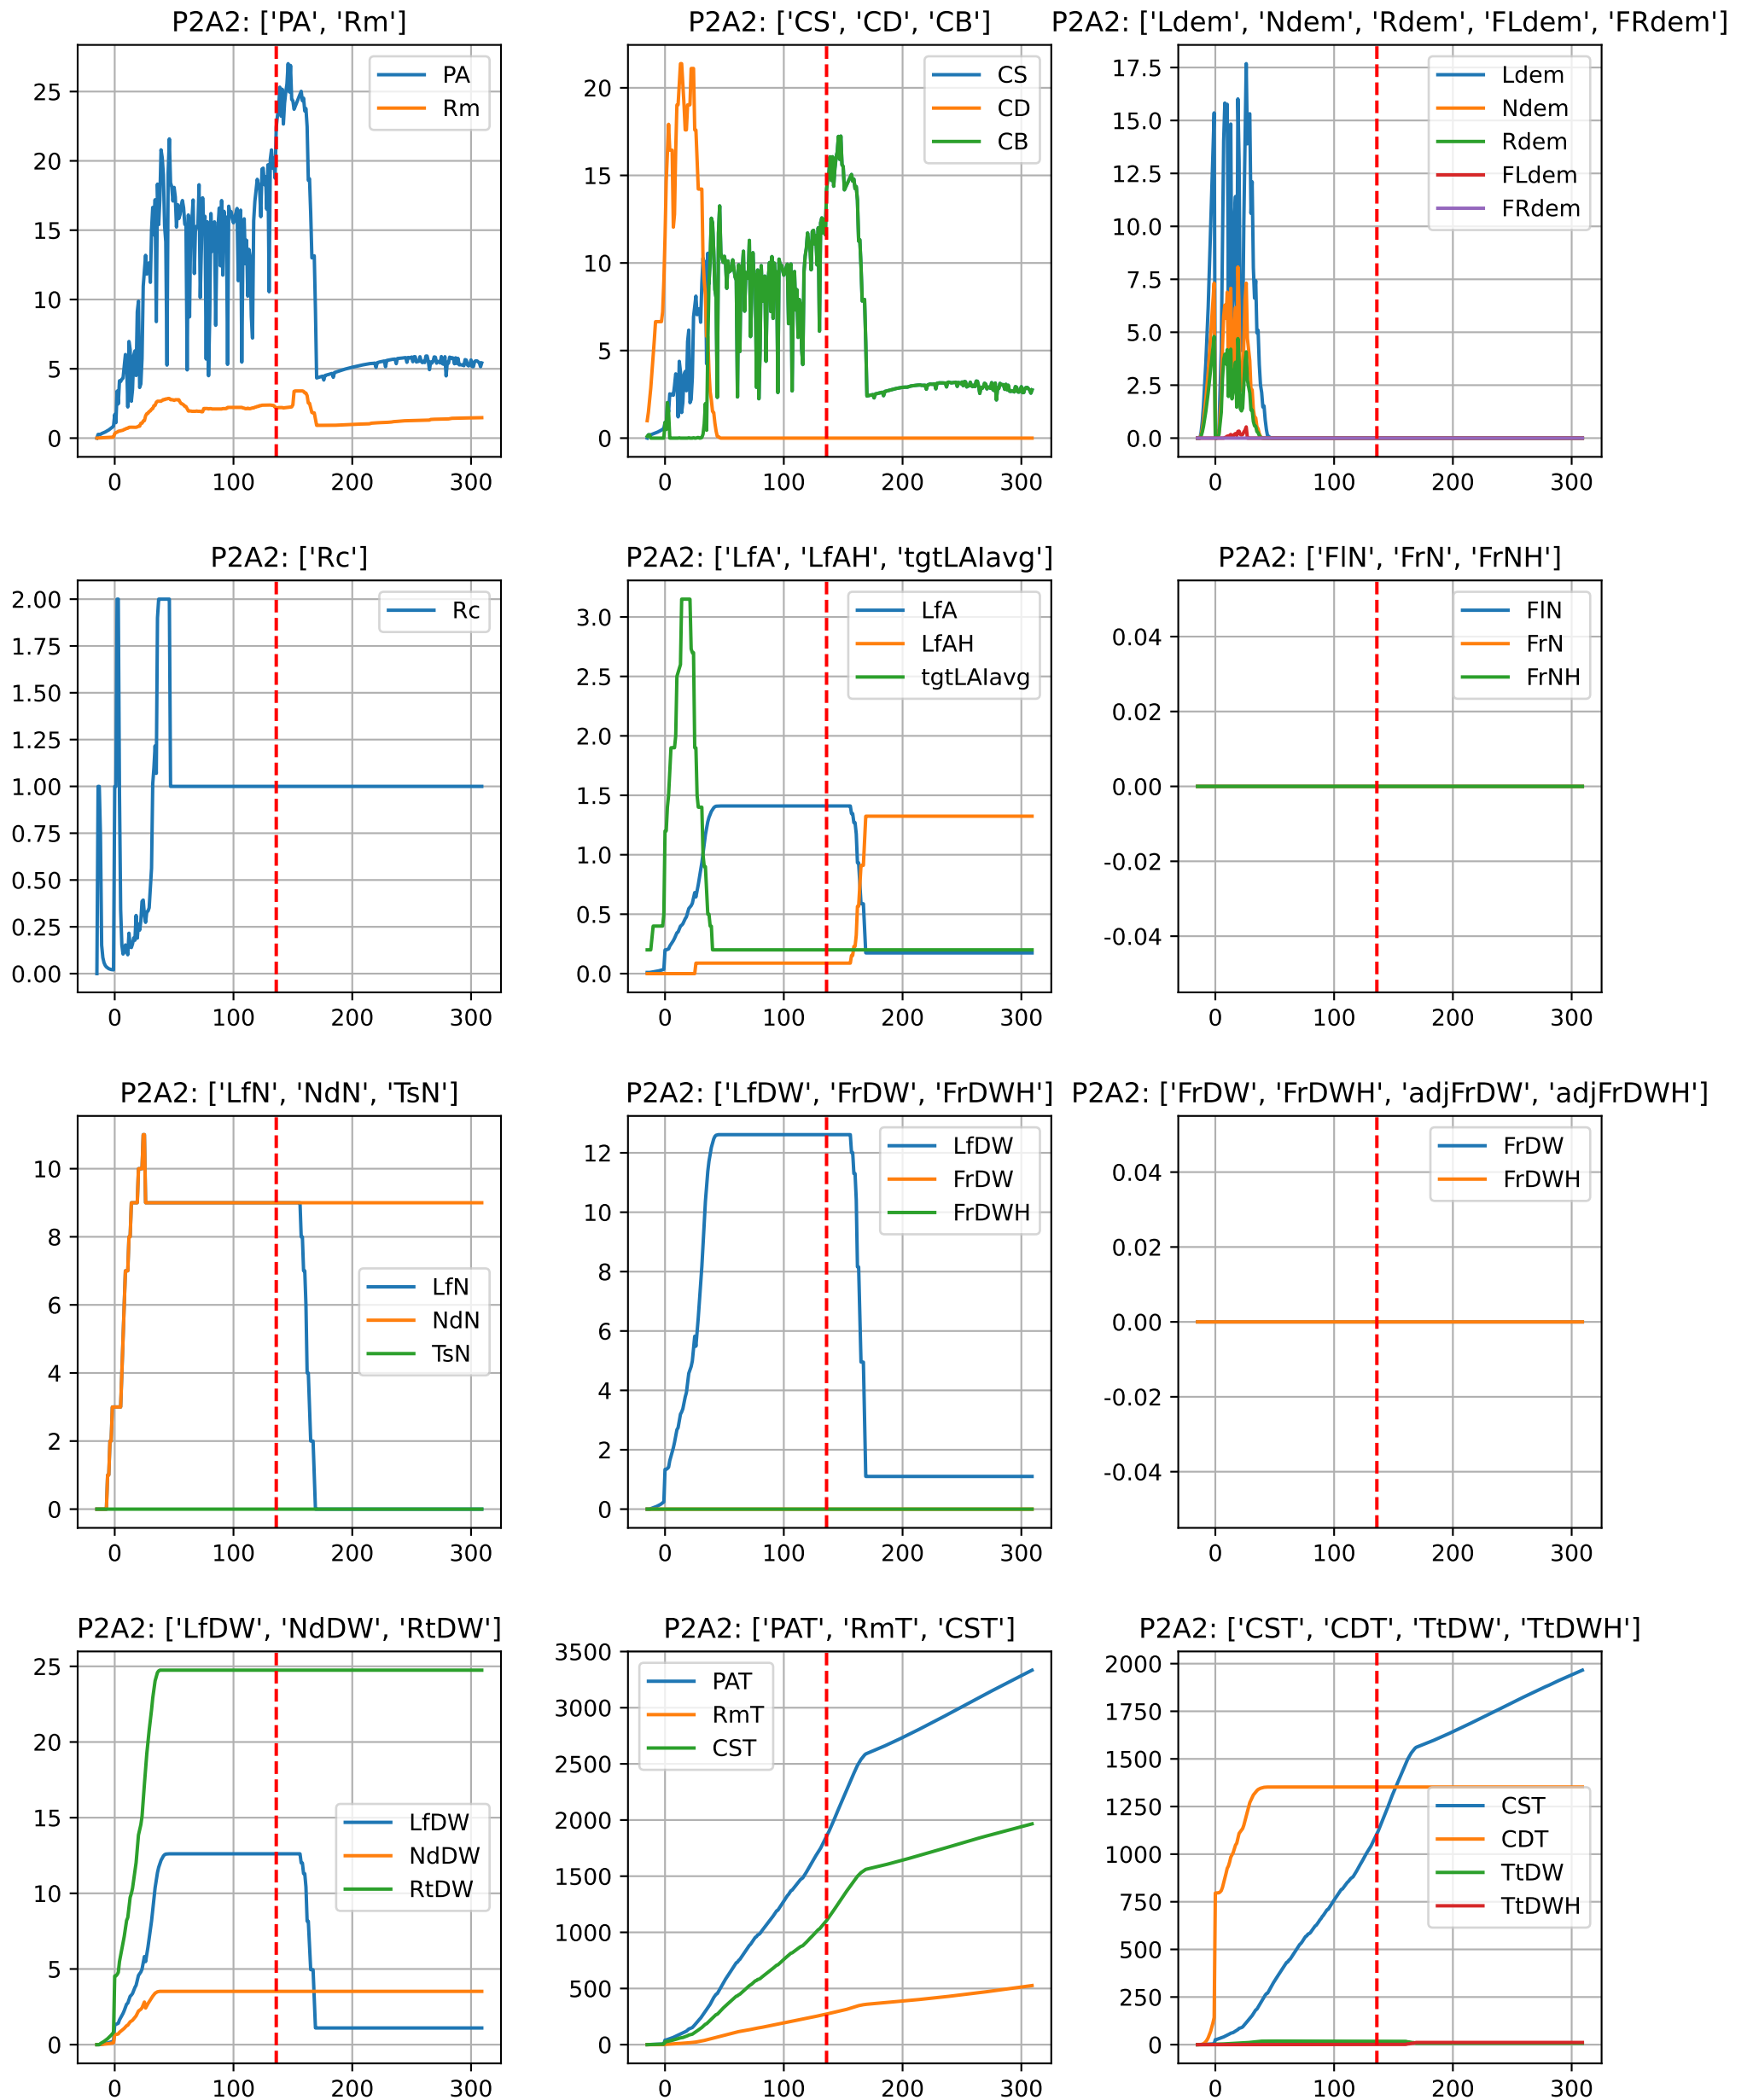 P2A2: ['PA', 'Rm']
25
20
15
10
5
0
0 100 200 300
PA
Rm
P2A2: ['CS', 'CD', 'CB']
20
15
10
5
0
0 100 200 300
CS
CD
CB
P2A2: ['Ldem', 'Ndem', 'Rdem', 'FLdem', 'FRdem']
17.5
15.0
12.5
10.0
7.5
5.0
2.5
0.0
0 100 200 300
Ldem
Ndem
Rdem
FLdem
FRdem
P2A2: ['Rc']
2.00
1.75
1.50
1.25
1.00
0.75
0.50
0.25
0.00
0 100 200 300
Rc
P2A2: ['LfA', 'LfAH', 'tgtLAIavg']
3.0
2.5
2.0
1.5
1.0
0.5
0.0
0 100 200 300
LfA
LfAH
tgtLAIavg
P2A2: ['FlN', 'FrN', 'FrNH']
0.04
0.02
0.00
-0.02
-0.04
0 100 200 300
FlN
FrN
FrNH
P2A2: ['LfN', 'NdN', 'TsN']
10
8
6
4
2
0
0 100 200 300
LfN
NdN
TsN
P2A2: ['LfDW', 'FrDW', 'FrDWH']
12
10
8
6
4
2
0
0 100 200 300
LfDW
FrDW
FrDWH
P2A2: ['FrDW', 'FrDWH', 'adjFrDW', 'adjFrDWH']
0.04
0.02
0.00
-0.02
-0.04
0 100 200 300
FrDW
FrDWH
P2A2: ['LfDW', 'NdDW', 'RtDW']
25
20
15
10
5
0
0 100 200 300
LfDW
NdDW
RtDW
P2A2: ['PAT', 'RmT', 'CST']
3500
3000
2500
2000
1500
1000
500
0
0 100 200 300
PAT
RmT
CST
P2A2: ['CST', 'CDT', 'TtDW', 'TtDWH']
2000
1750
1500
1250
1000
750
500
250
0
0 100 200 300
CST
CDT
TtDW
TtDWH